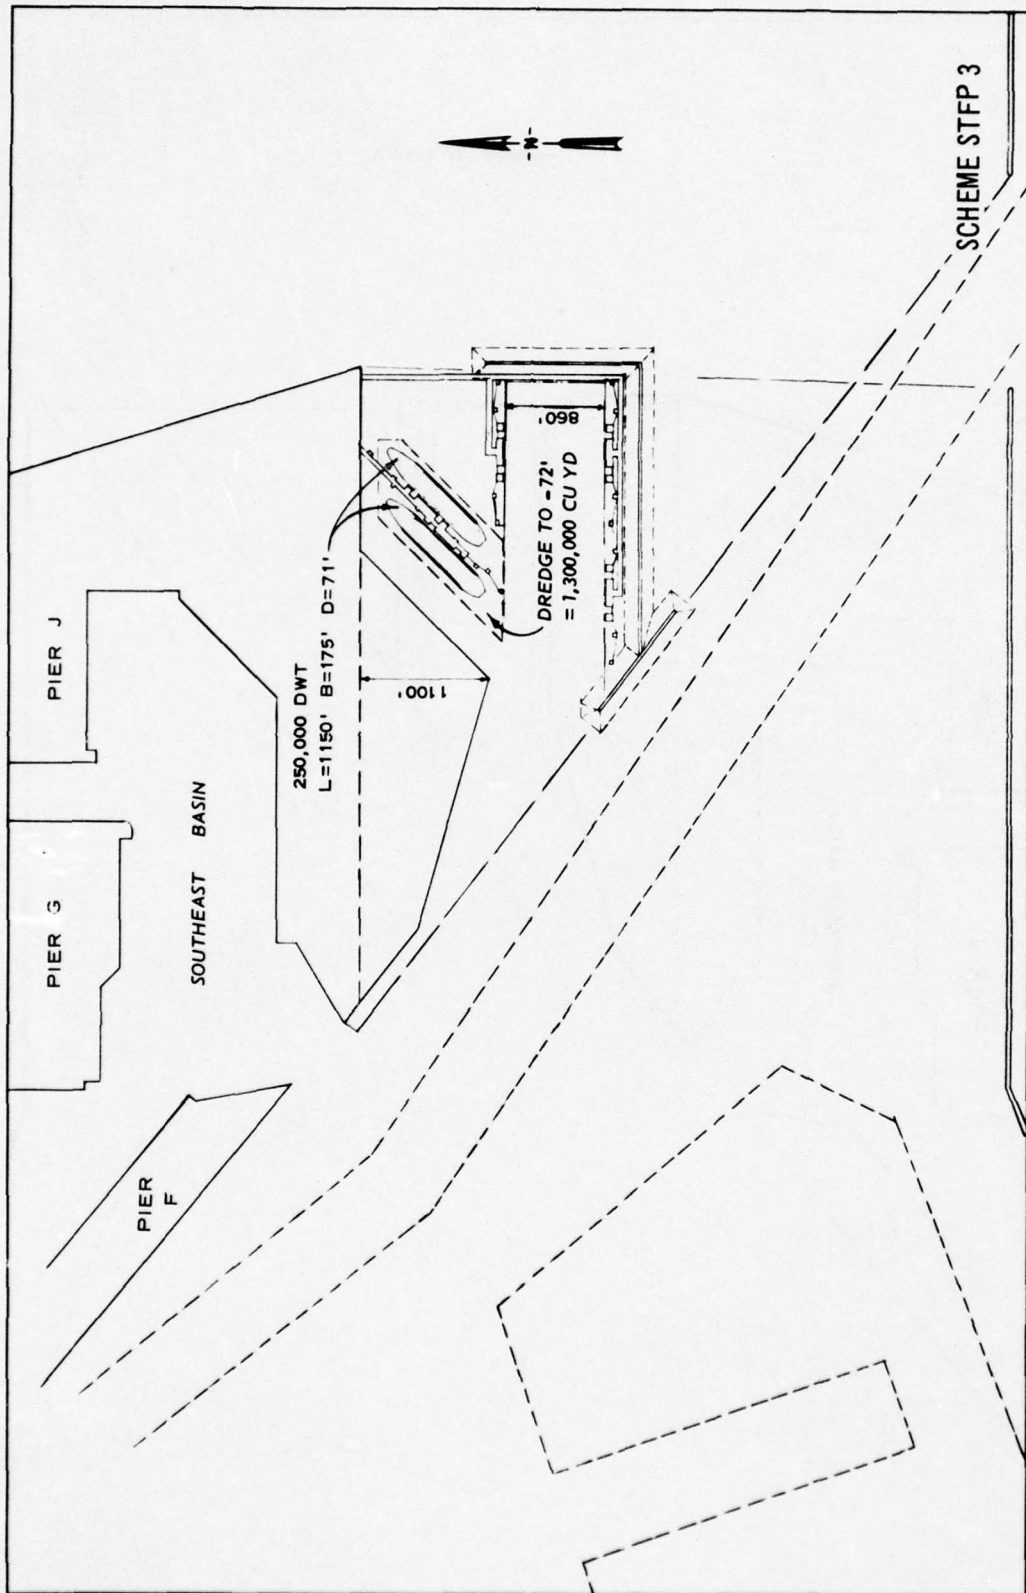 PIER J
PIER G
SOUTHEAST BASIN
PIER
F
250,000 DWT
L=1150' B=175' D=71'
1100'
DREDGE TO -72'
= 1,300,000 CU YD
860'
N
SCHEME STFP 3